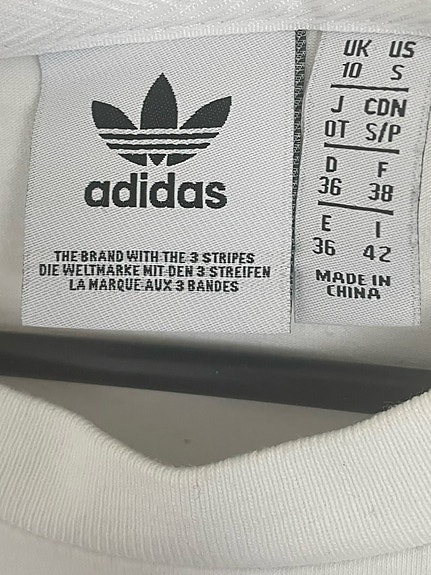 adidas
THE BRAND WITH THE 3 STRIPES
DIE WELTMARKE MIT DEN 3 STREIFEN
LA MARQUE AUX 3 BANDES
UK US
10 S
J CDN
OT S/P
D F
36 38
E I
36 42
MADE IN
CHINA